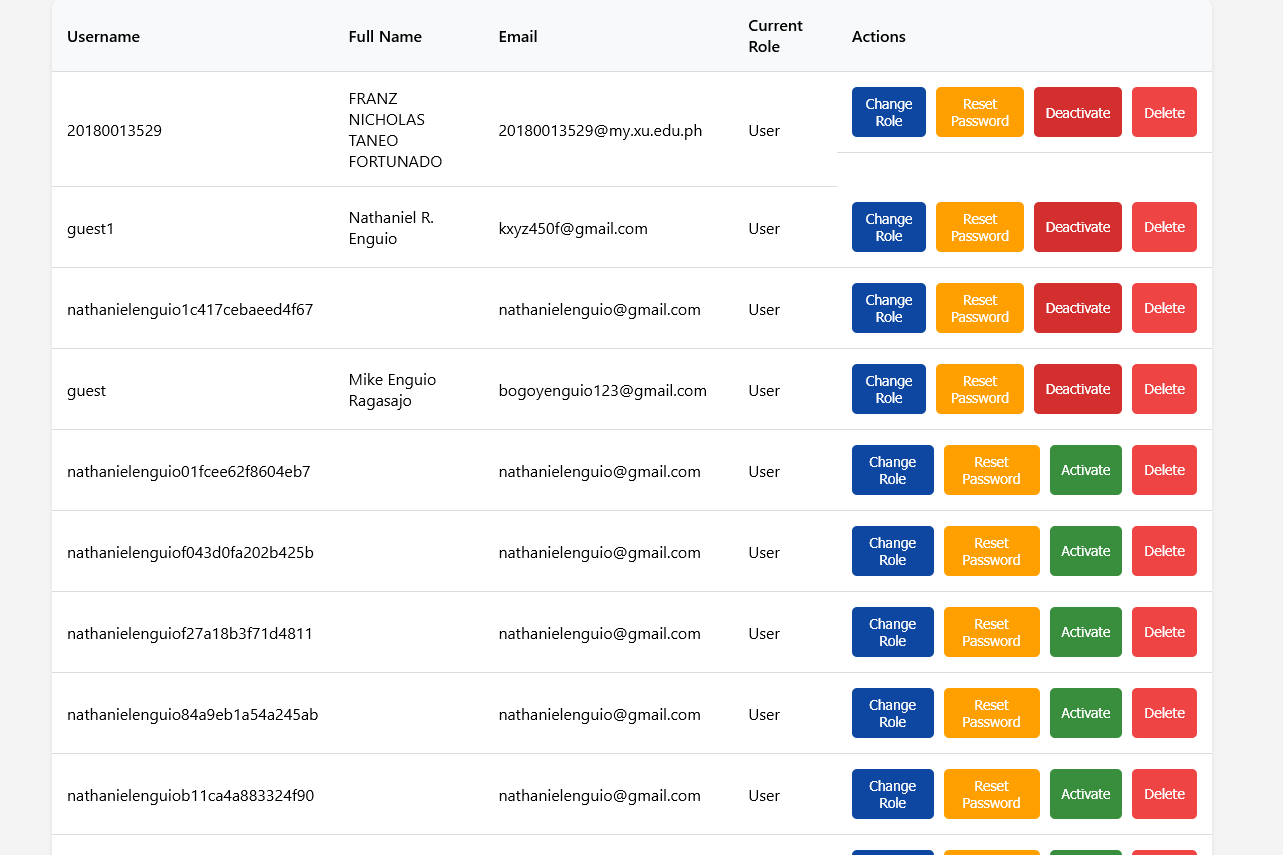 Username Full Name Email Current Role Actions
20180013529 FRANZ NICHOLAS TANEO FORTUNADO 20180013529@my.xu.edu.ph User Change Role Reset Password Deactivate Delete
guest1 Nathaniel R. Enguio kxyz450f@gmail.com User Change Role Reset Password Deactivate Delete
nathanielenguio1c417cebaeed4f67 nathanielenguio@gmail.com User Change Role Reset Password Deactivate Delete
guest Mike Enguio Ragasajo bogoyenguio123@gmail.com User Change Role Reset Password Deactivate Delete
nathanielenguio01fcee62f8604eb7 nathanielenguio@gmail.com User Change Role Reset Password Activate Delete
nathanielenguiof043d0fa202b425b nathanielenguio@gmail.com User Change Role Reset Password Activate Delete
nathanielenguiof27a18b3f71d4811 nathanielenguio@gmail.com User Change Role Reset Password Activate Delete
nathanielenguio84a9eb1a54a245ab nathanielenguio@gmail.com User Change Role Reset Password Activate Delete
nathanielenguiob11ca4a883324f90 nathanielenguio@gmail.com User Change Role Reset Password Activate Delete